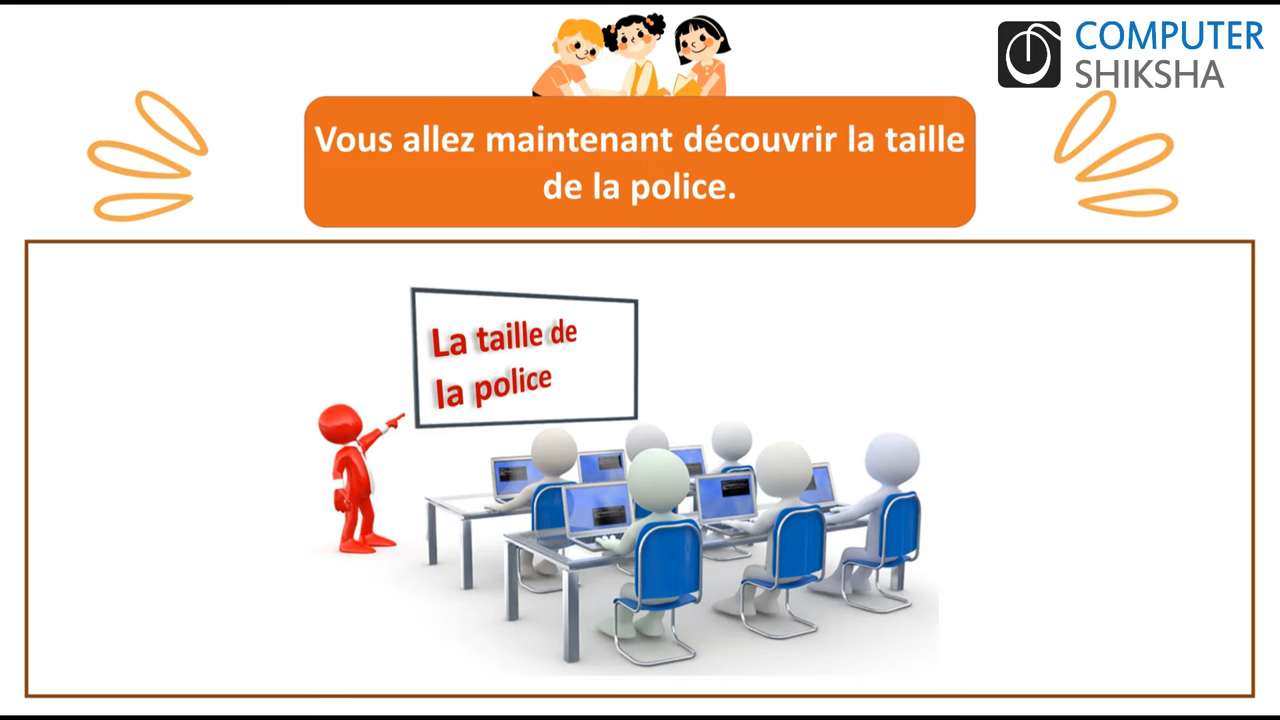 COMPUTER
SHIKSHA
Vous allez maintenant découvrir la taille
de la police.
La taille de
la police